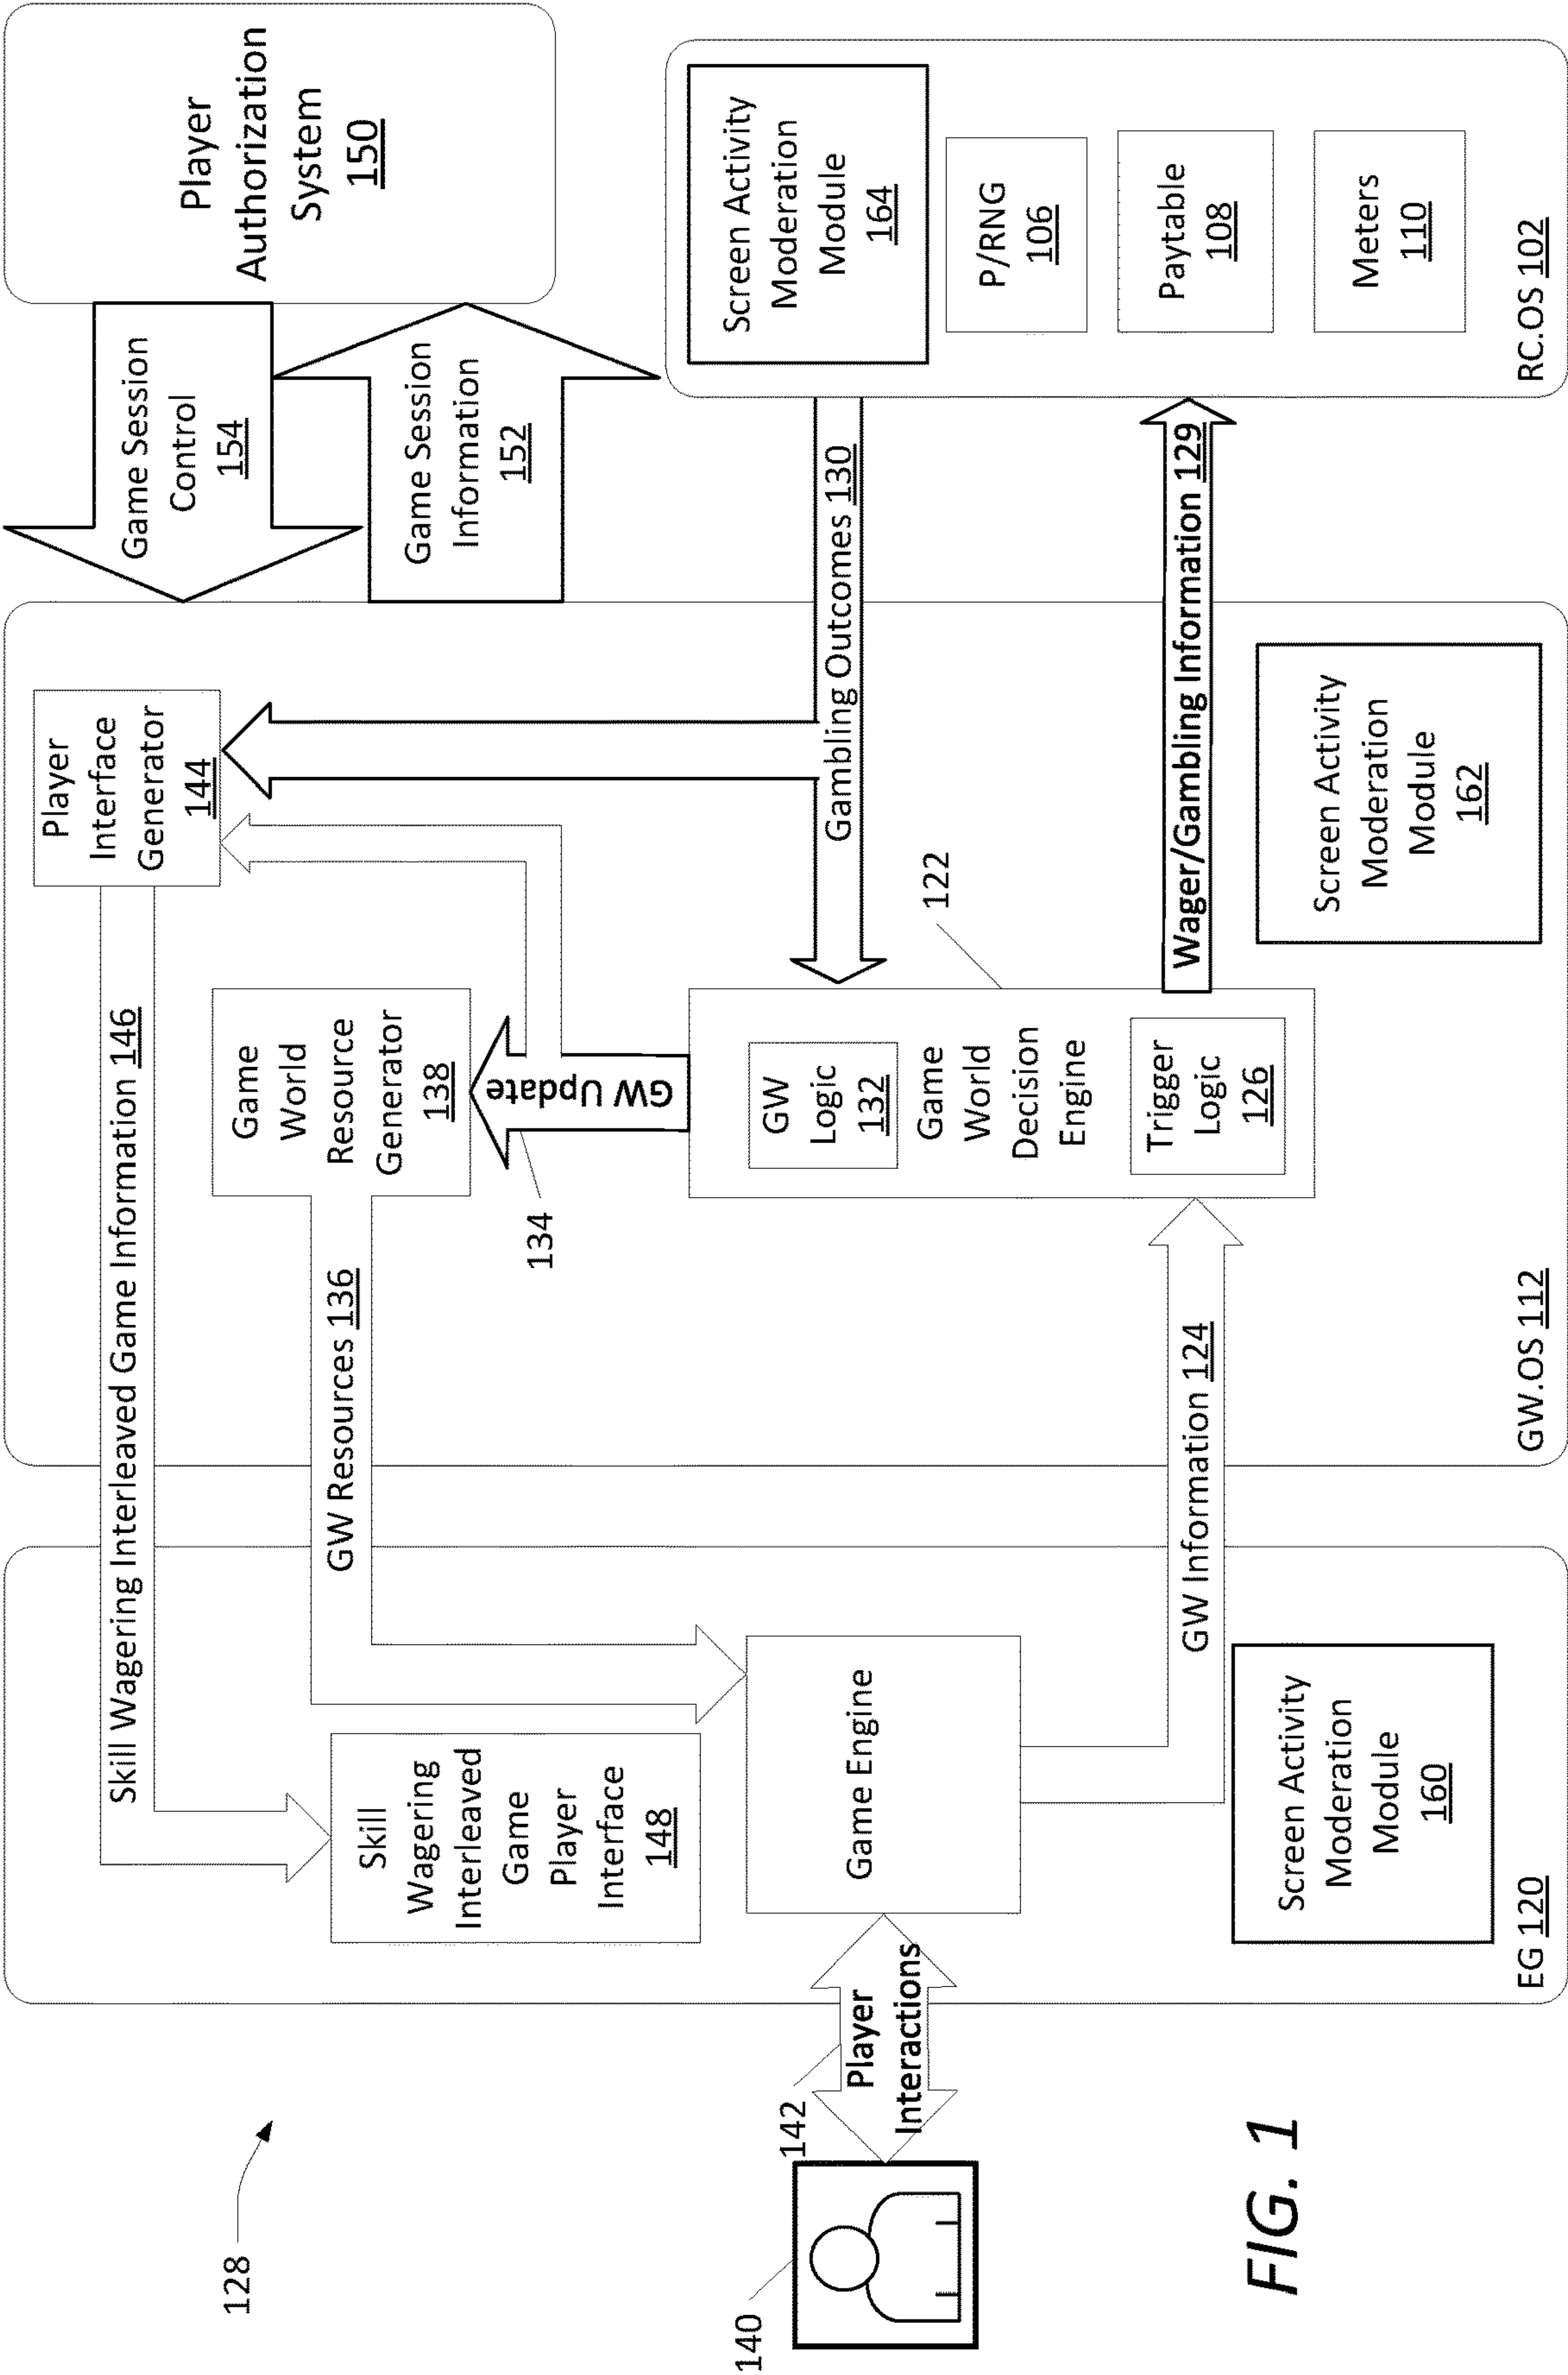 128
140
142
Player
Interactions
EG 120
Skill
Wagering
Interleaved
Game
Player
Interface
148
Game Engine
Screen Activity
Moderation
Module
160
Skill Wagering Interleaved Game Information 146
GW Resources 136
GW Information 124
GW.OS 112
Player
Interface
Generator
144
Game
World
Resource
Generator
138
134
GW Update
GW
Logic
132
Game
World
Decision
Engine
Trigger
Logic
126
122
Screen Activity
Moderation
Module
162
Gambling Outcomes 130
Wager/Gambling Information 129
Game Session
Control
154
Game Session
Information
152
Player
Authorization
System
150
Screen Activity
Moderation
Module
164
P/RNG
106
Paytable
108
Meters
110
RC.OS 102
FIG. 1